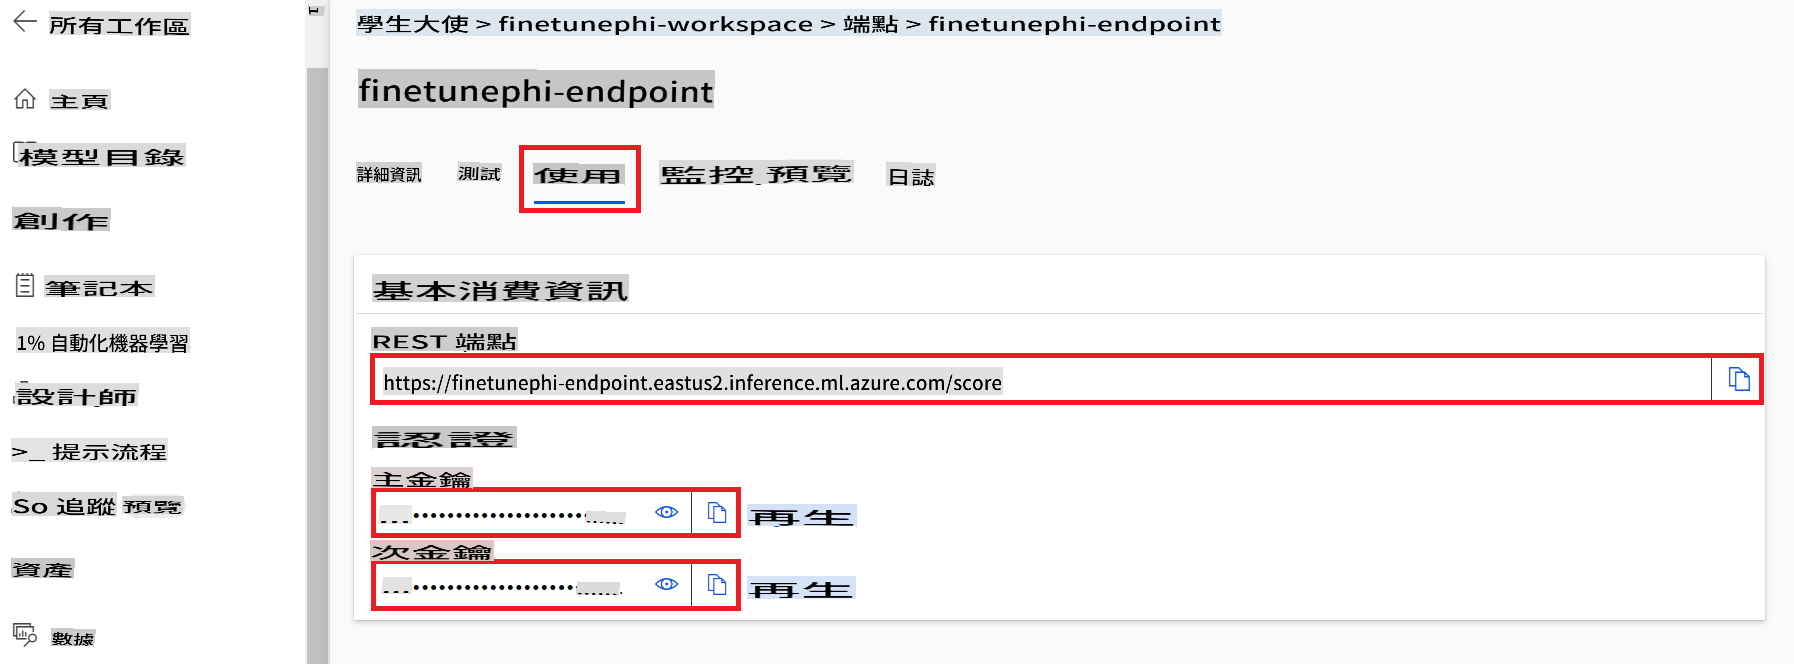 所有工作區
主頁
模型目錄
創作
筆記本
1% 自動化機器學習
設計師
>_ 提示流程
So 追蹤 預覽
資產
數據
學生大使 > finetunephi-workspace > 端點 > finetunephi-endpoint
finetunephi-endpoint
詳細資訊 測試 使用 監控 預覽 日誌
基本消費資訊
REST 端點
https://finetunephi-endpoint.eastus2.inference.ml.azure.com/score
認證
主金鑰
再生
次金鑰
再生